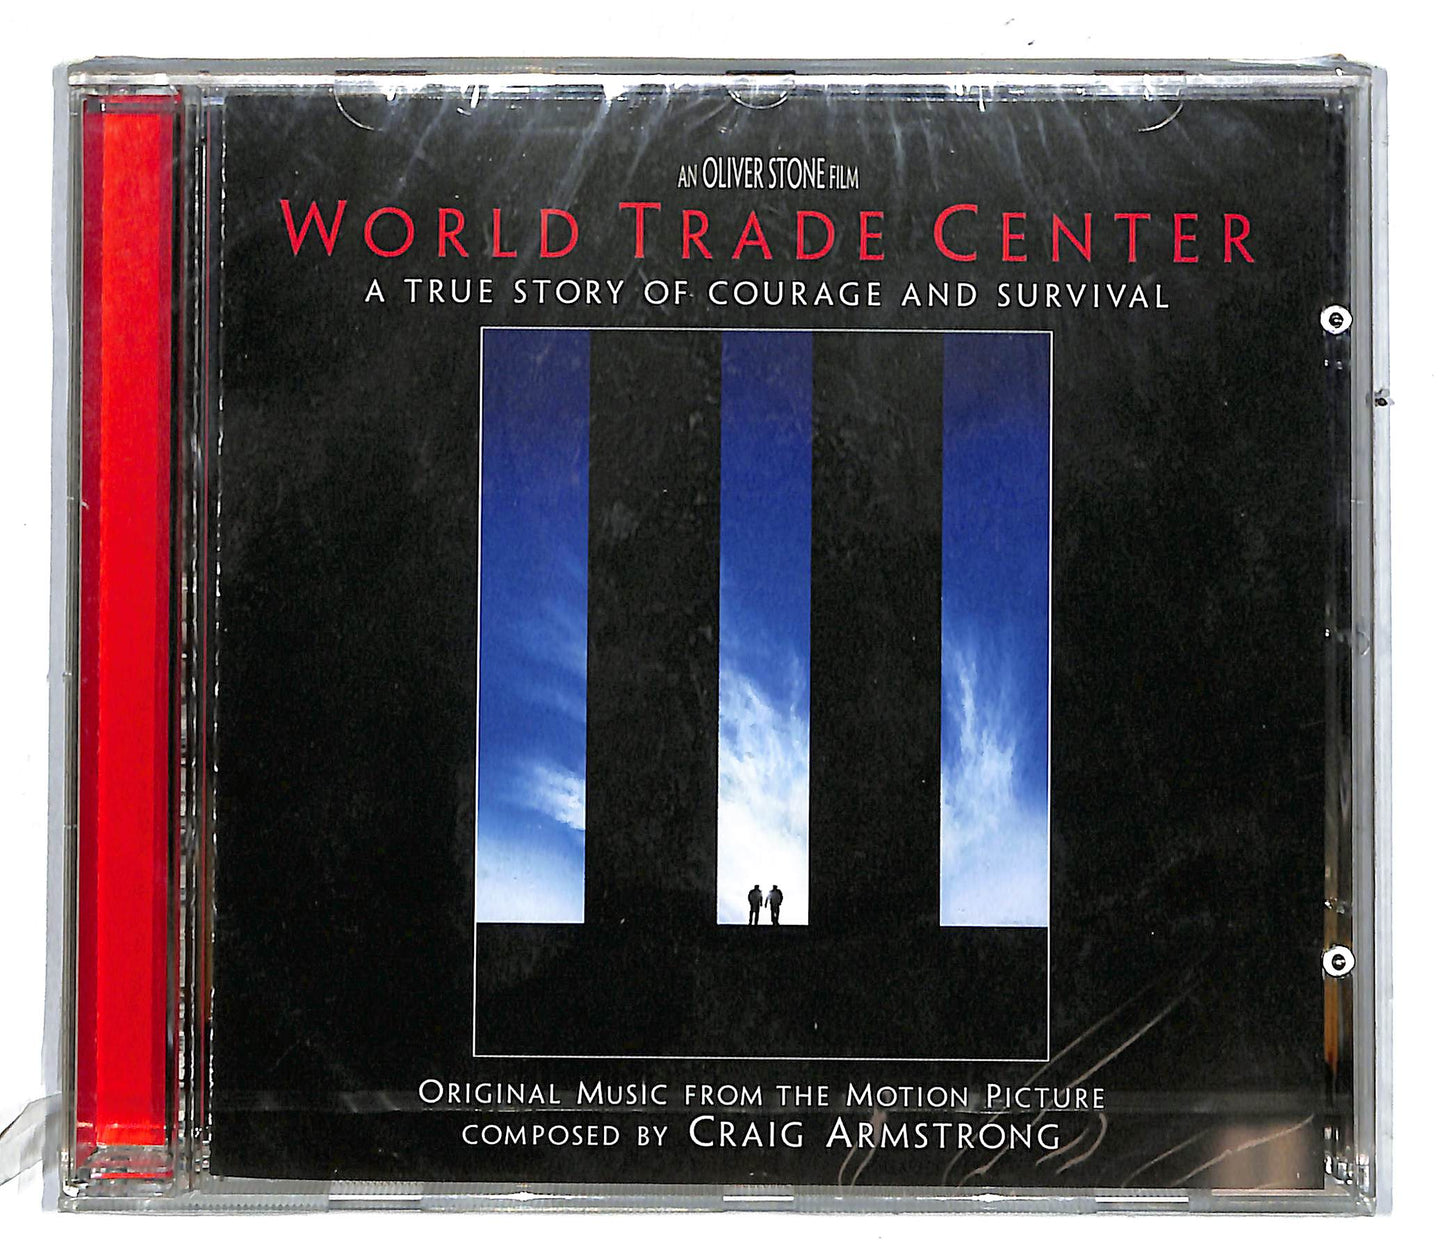 AN OLIVER STONE FILM
WORLD TRADE CENTER
A TRUE STORY OF COURAGE AND SURVIVAL
ORIGINAL MUSIC FROM THE MOTION PICTURE
COMPOSED BY CRAIG ARMSTRONG